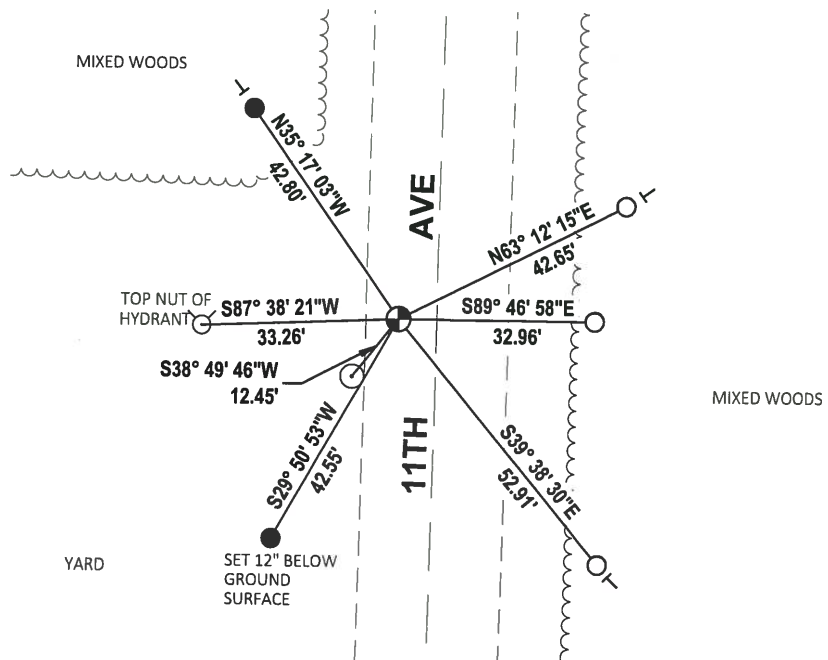 MIXED WOODS
N35° 17' 03"W
42.80'
AVE
N63° 12' 15"E
42.65'
TOP NUT OF
HYDRANT
S87° 38' 21"W
33.26'
S89° 46' 58"E
32.96'
S38° 49' 46"W
12.45'
MIXED WOODS
11TH
S29° 50' 53"W
42.55'
S39° 38' 30"E
52.91'
YARD
SET 12" BELOW
GROUND
SURFACE